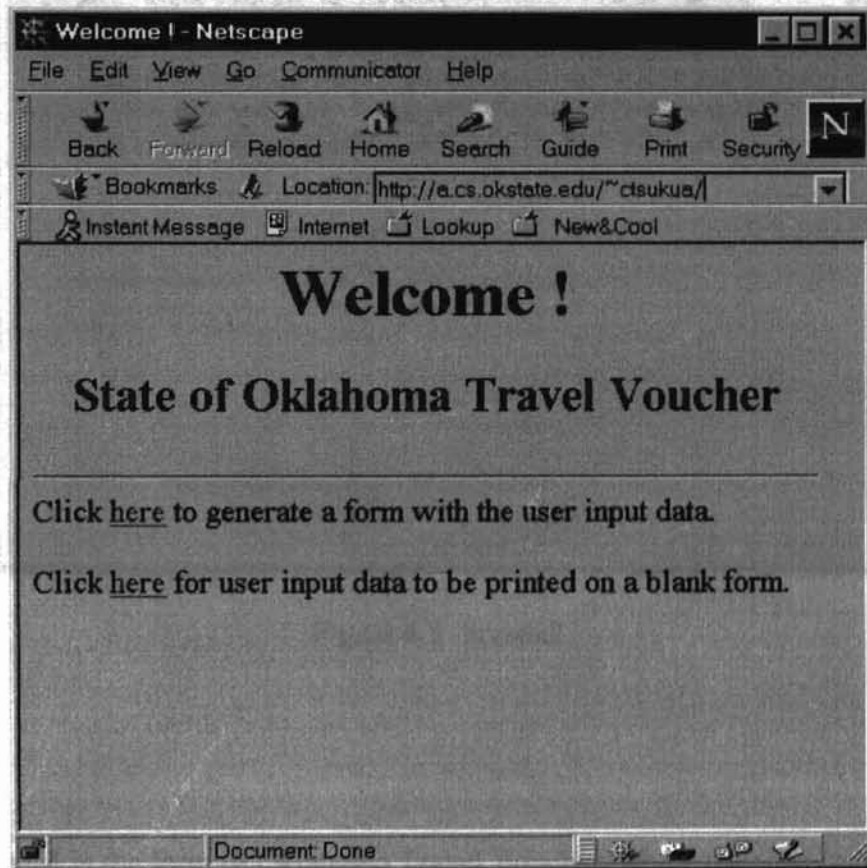 Welcome ! - Netscape
File Edit View Go Communicator Help
Back Forward Reload Home Search Guide Print Security N
Bookmarks Location: http://a.cs.okstate.edu/~ctsukua/
Instant Message Internet Lookup New&Cool
Welcome !
State of Oklahoma Travel Voucher
Click here to generate a form with the user input data.
Click here for user input data to be printed on a blank form.
Document: Done